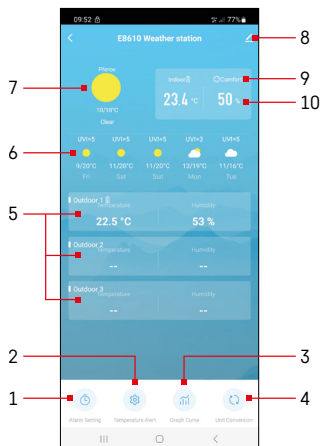 09:52 77%
E8610 Weather station
8
Přerov
Indoor Comfort
9
7
23.4 °C 50 %
10
18/18°C
Clear
UVI=5 UVI=5 UVI=5 UVI=3 UVI=5
6
9/20°C 11/20°C 11/20°C 13/19°C 11/16°C
Fri Sat Sun Mon Tue
5
Outdoor 1
Temperature Humidity
22.5 °C 53 %
Outdoor 2
Temperature Humidity
-- --
Outdoor 3
Temperature Humidity
-- --
2 3
1 4
Alarm Setting Temperature Alert Graph Curve Unit Conversion